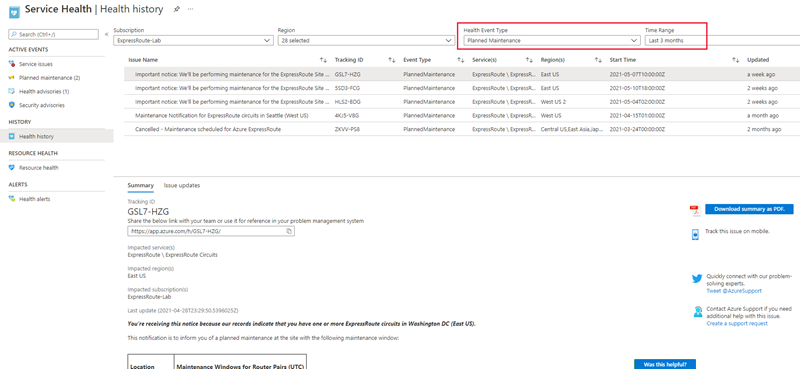 Service Health | Health history
Search (Ctrl+/)
ACTIVE EVENTS
Service issues
Planned maintenance (2)
Health advisories (1)
Security advisories
HISTORY
Health history
RESOURCE HEALTH
Resource health
ALERTS
Health alerts
Subscription
Region
Health Event Type
Time Range
ExpressRoute-Lab
28 selected
Planned Maintenance
Last 3 months
Issue Name Tracking ID Event Type Service(s) Region(s) Start Time Updated
Important notice: We'll be performing maintenance for the ExpressRoute Site ... GSL7-HZG PlannedMaintenance ExpressRoute \ ExpressR... East US 2021-05-07T10:00:00Z a week ago
Important notice: We'll be performing maintenance for the ExpressRoute Site ... SSD3-FCG PlannedMaintenance ExpressRoute \ ExpressR... East US 2021-05-10T18:00:00Z 2 weeks ago
Important notice: We'll be performing maintenance for the ExpressRoute Site ... HLS2-BDG PlannedMaintenance ExpressRoute \ ExpressR... West US 2 2021-05-04T02:00:00Z 2 weeks ago
Maintenance Notification for ExpressRoute circuits in Seattle (West US) 4KJ5-V8G PlannedMaintenance ExpressRoute \ ExpressR... West US 2021-04-15T01:00:00Z a month ago
Cancelled - Maintenance scheduled for Azure ExpressRoute ZKVV-PS8 PlannedMaintenance ExpressRoute \ ExpressR... Central US,East Asia,Jap... 2021-03-24T00:00:00Z 2 months ago
Summary Issue updates
Tracking ID
GSL7-HZG
Share the below link with your team or use it for reference in your problem management system
https://app.azure.com/h/GSL7-HZG/
Impacted service(s)
ExpressRoute \ ExpressRoute Circuits
Impacted region(s)
East US
Impacted subscription(s)
ExpressRoute-Lab
Last update (2021-04-28T23:29:50.5396025Z)
You're receiving this notice because our records indicate that you have one or more ExpressRoute circuits in Washington DC (East US).
This notification is to inform you of a planned maintenance at the site with the following maintenance window:
Location Maintenance Windows for Router Pairs (UTC)
Download summary as PDF.
Track this issue on mobile.
Quickly connect with our problem-solving experts.
Tweet @AzureSupport
Contact Azure Support if you need additional help with this issue.
Create a support request
Was this helpful?